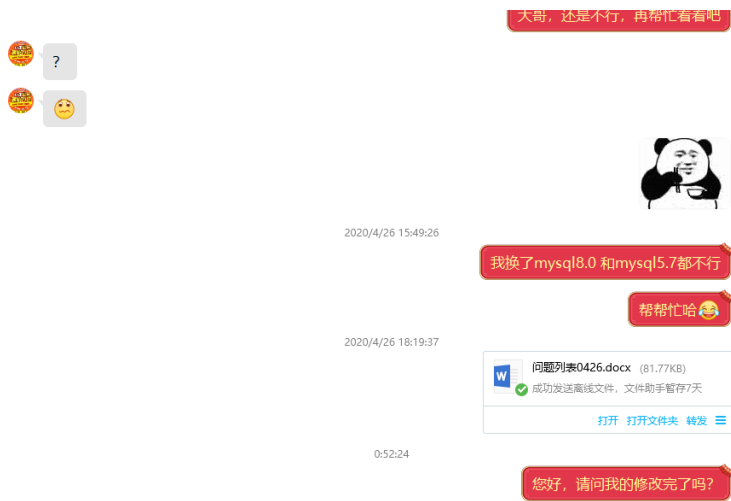 大哥，还是不行，再帮忙看看吧
?
2020/4/26 15:49:26
我换了mysql8.0 和mysql5.7都不行
帮帮忙哈
2020/4/26 18:19:37
问题列表0426.docx (81.77KB)
成功发送离线文件，文件助手暂存7天
打开 打开文件夹 转发
0:52:24
您好，请问我的修改完了吗？